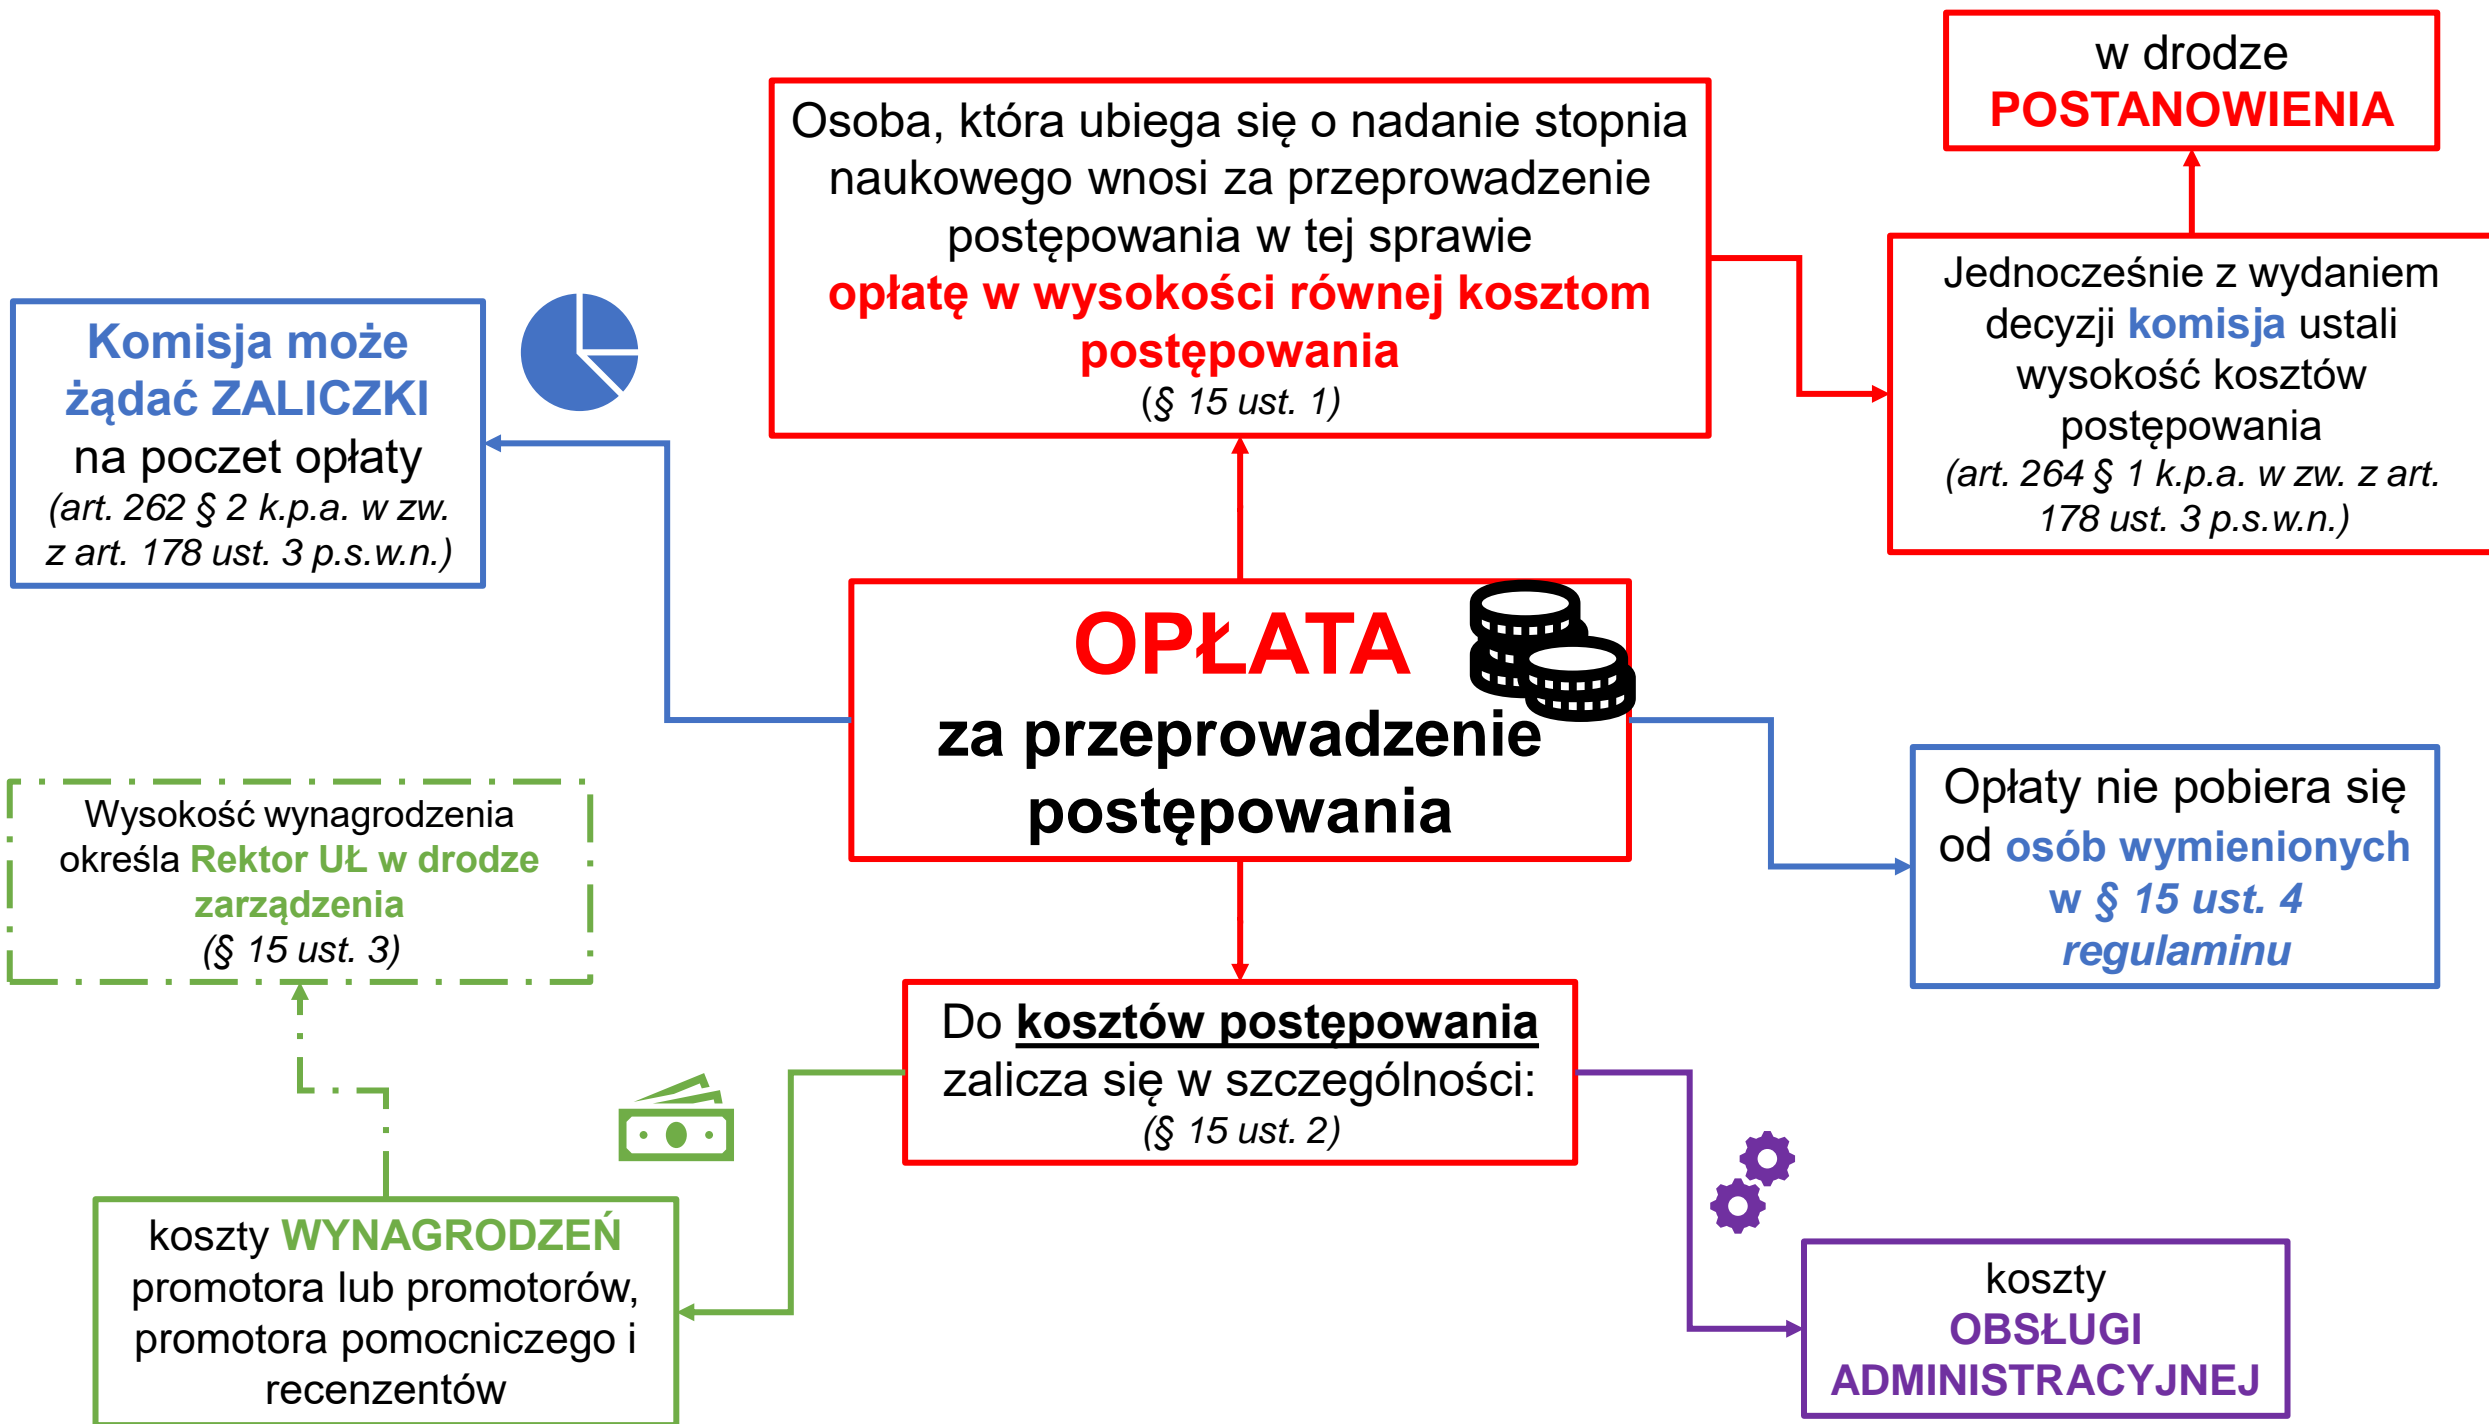 w drodze
POSTANOWIENIA
Osoba, która ubiega się o nadanie stopnia
naukowego wnosi za przeprowadzenie
postępowania w tej sprawie
opłatę w wysokości równej kosztom
postępowania
(§ 15 ust. 1)
Jednocześnie z wydaniem
decyzji komisja ustali
wysokość kosztów
postępowania
(art. 264 § 1 k.p.a. w zw. z art.
178 ust. 3 p.s.w.n.)
Komisja może
żądać ZALICZKI
na poczet opłaty
(art. 262 § 2 k.p.a. w zw.
z art. 178 ust. 3 p.s.w.n.)
OPŁATA
za przeprowadzenie
postępowania
Wysokość wynagrodzenia
określa Rektor UŁ w drodze
zarządzenia
(§ 15 ust. 3)
Opłaty nie pobiera się
od osób wymienionych
w § 15 ust. 4
regulaminu
Do kosztów postępowania
zalicza się w szczególności:
(§ 15 ust. 2)
koszty WYNAGRODZEŃ
promotora lub promotorów,
promotora pomocniczego i
recenzentów
koszty
OBSŁUGI
ADMINISTRACYJNEJ